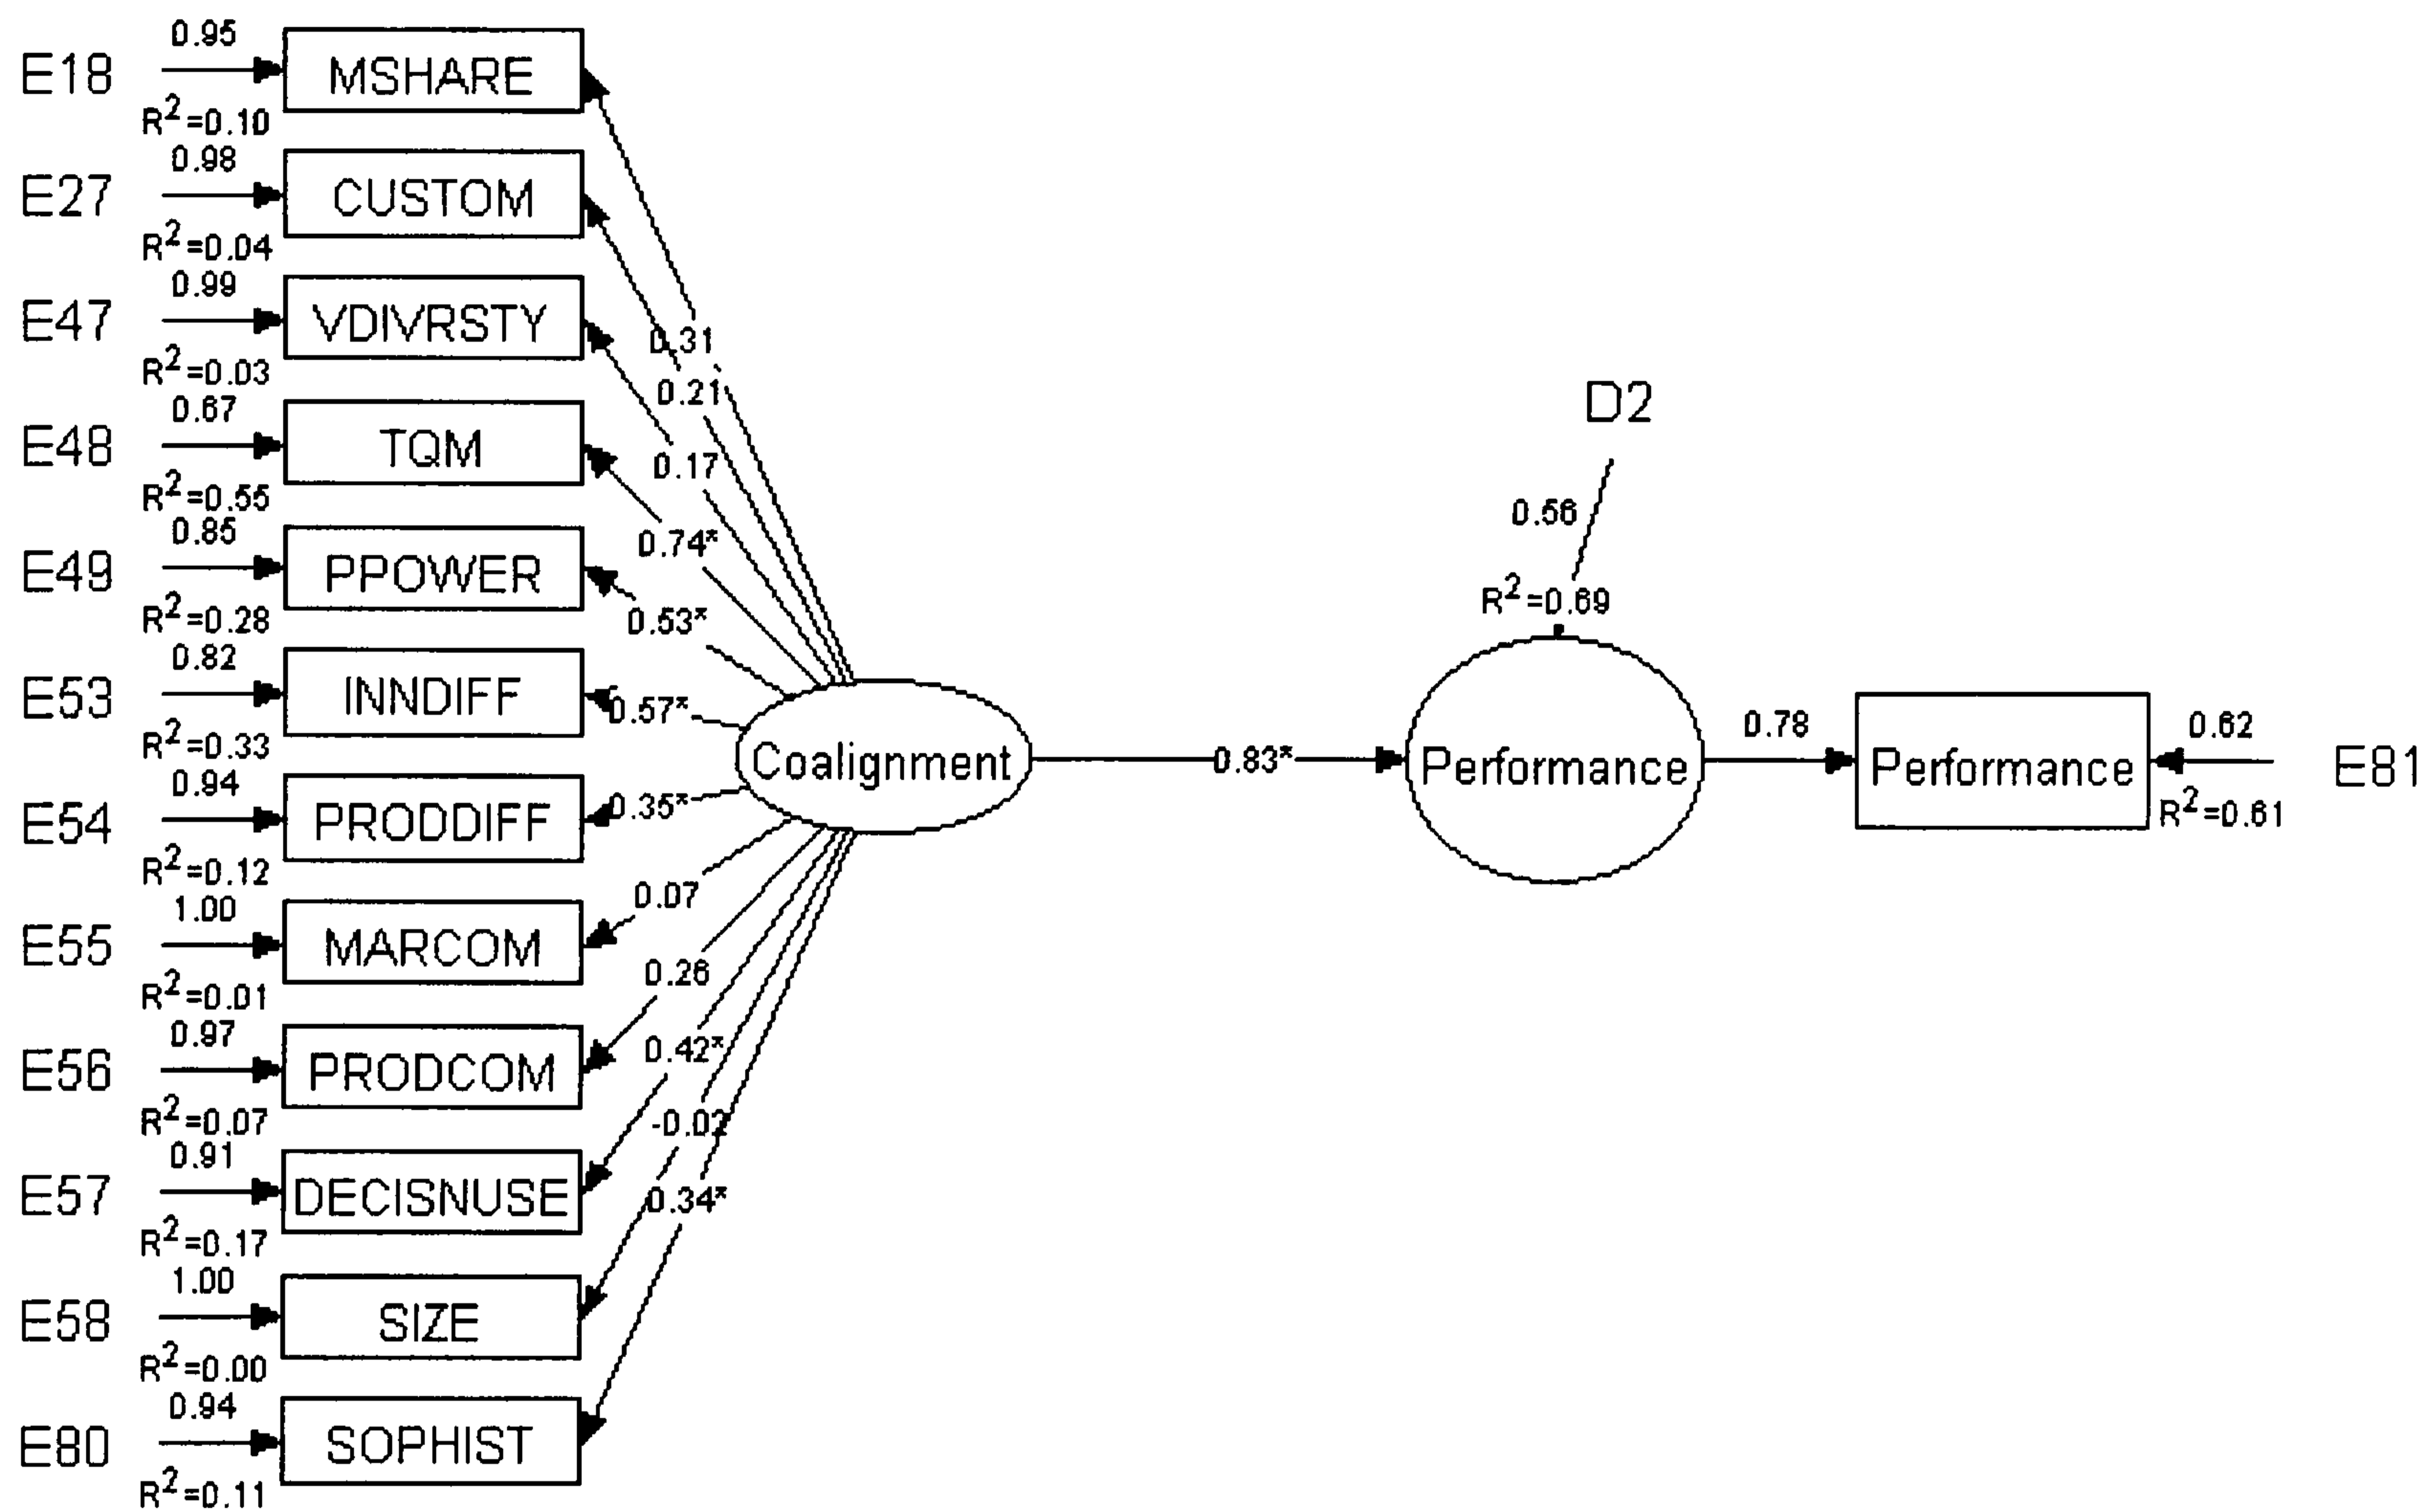 0.95
E18 MSHARE
R²=0.10
0.98
E27 CUSTOM
R²=0.04
0.99
E47 VDIVRSTY
R²=0.03
0.67
E48 TQM
R²=0.55
0.85
E49 PPOWER
R²=0.28
0.82
E53 INNDIFF
R²=0.33
0.94
E54 PRODDIFF
R²=0.12
1.00
E55 MARCOM
R²=0.01
0.97
E56 PRODCOM
R²=0.07
0.91
E57 DECISNUSE
R²=0.17
1.00
E58 SIZE
R²=0.00
0.94
E80 SOPHIST
R²=0.11
0.31
0.21
0.17
0.74*
0.53*
0.57*
0.35*
0.07
0.26
0.42*
-0.02
0.34*
Coalignment
0.83*
D2
0.56
R²=0.69
Performance
0.78
Performance
0.62
E81
R²=0.61